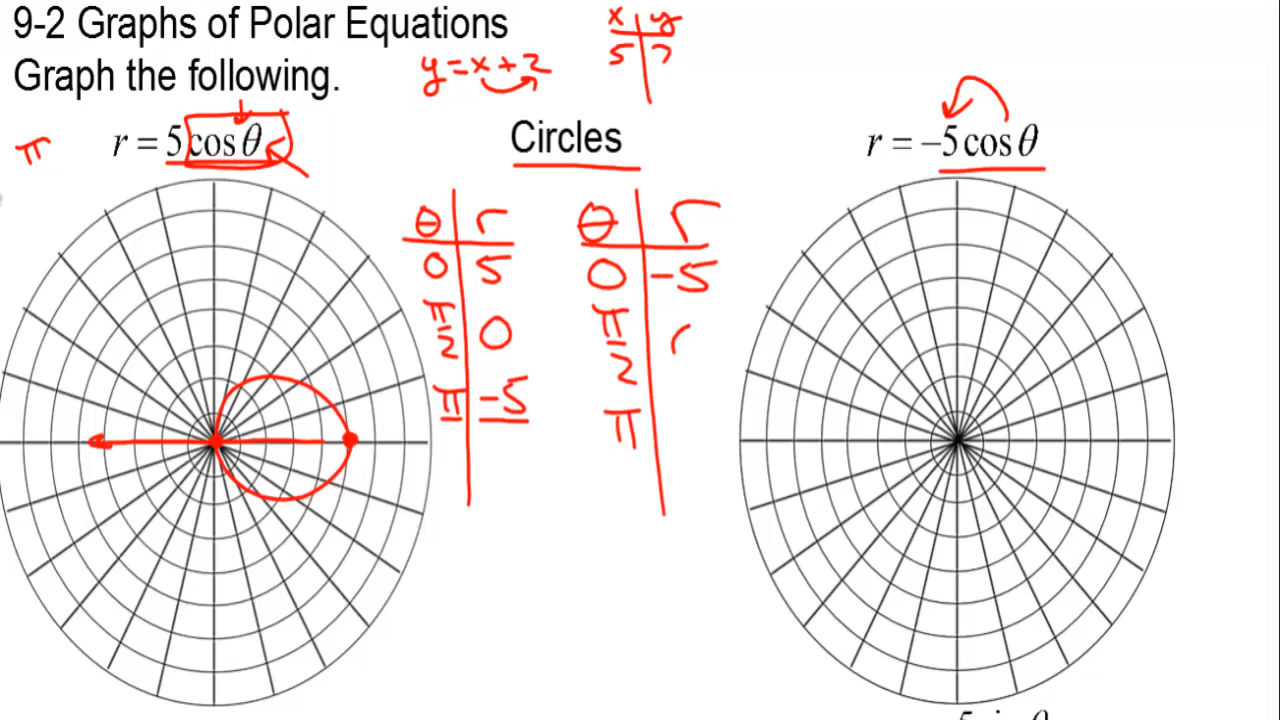 9-2 Graphs of Polar Equations
Graph the following.
y = x + 2
x y
5 7
π
r = 5 cos θ
Circles
r = −5 cos θ
θ r
0 5
π/2 0
π -5
θ r
0 -5
π/2
π